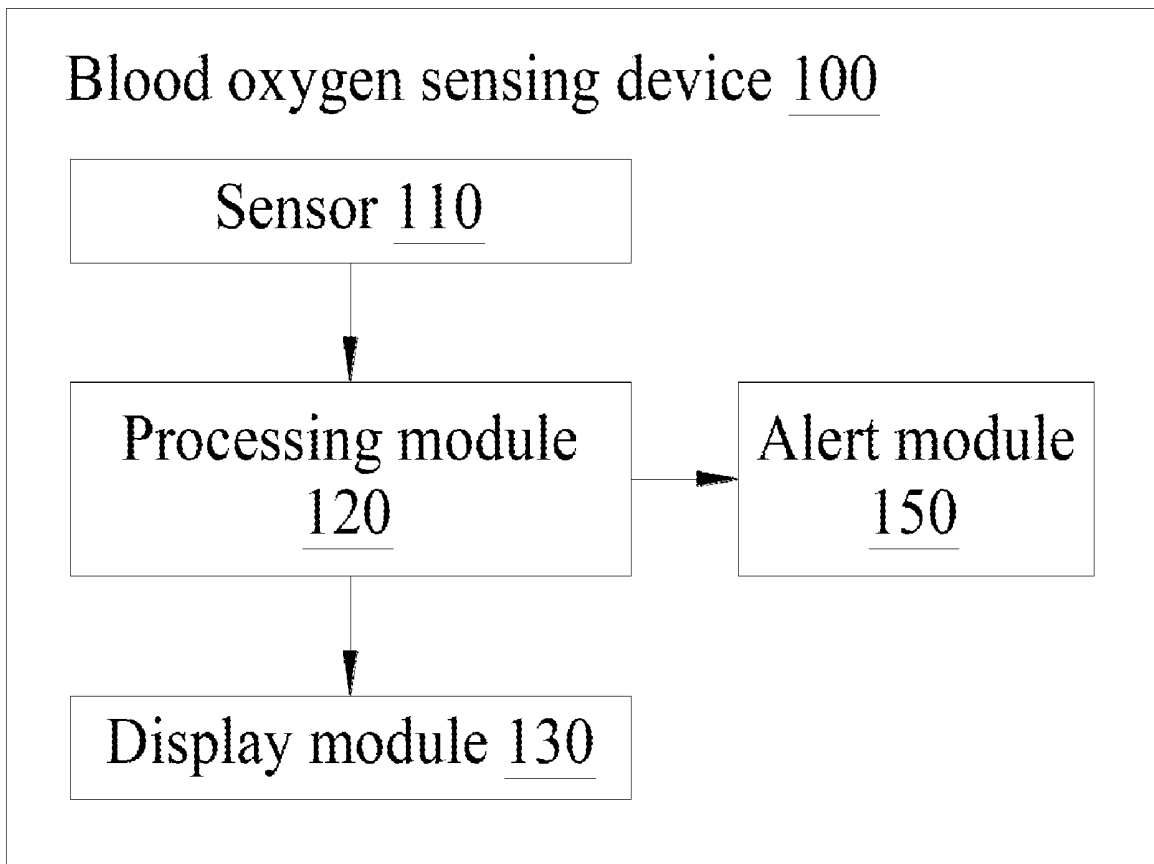 Blood oxygen sensing device 100
Sensor 110
Processing module
120
Alert module
150
Display module 130